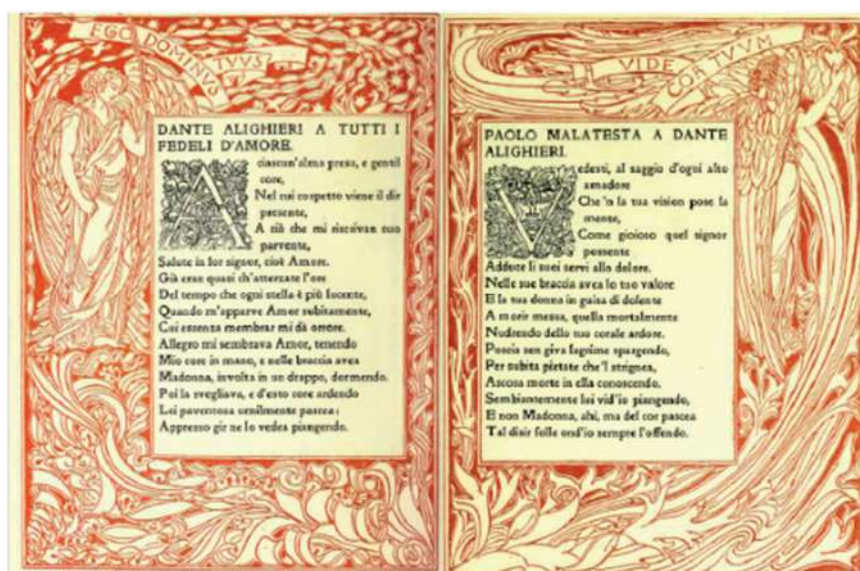 EGO DOMINVS TVVS
DANTE ALIGHIERI A TUTTI I
FEDELI D'AMORE.
A ciascun'alma presa, e gentil
core,
Nel cui cospetto viene il dir
presente,
A ciò che mi riscrivan suo
parvente,
Salute in lor signor, cioè Amore.
Già eran quasi ch'atterzate l'ore
Del tempo che ogni stella è più lucente,
Quando m'apparve Amor subitamente,
Cui essenza membrar mi dà orrore.
Allegro mi sembrava Amor, tenendo
Mio core in mano, e nelle braccia avea
Madonna, involta in un drappo, dormendo.
Poi la svegliava, e d'esto core ardendo
Lei paventosa umilmente pascea:
Appresso gir ne lo vedea piangendo.
VIDE
COR TVVM
PAOLO MALATESTA A DANTE
ALIGHIERI.
Vedesti, al saggio d'ogni alto
amadore
Che 'n la tua vision pose la
mente,
Come gioioso quel signor
possente
Addute li tuoi servi allo dolore.
Nelle sue braccia avea lo tuo valore
E la tua donna in guisa di dolente
A morir messa, quella mortalmente
Nudrendo dello tuo corale ardore.
Poscia sen giva lagrime spargendo,
Per subita pietate che 'l strignea,
Ascosa morte in ella conoscendo.
Sembiantemente lui vid'io piangendo,
E non Madonna, ahi, ma del cor pascea
Tal disir folle ond'io sempre l'offendo.